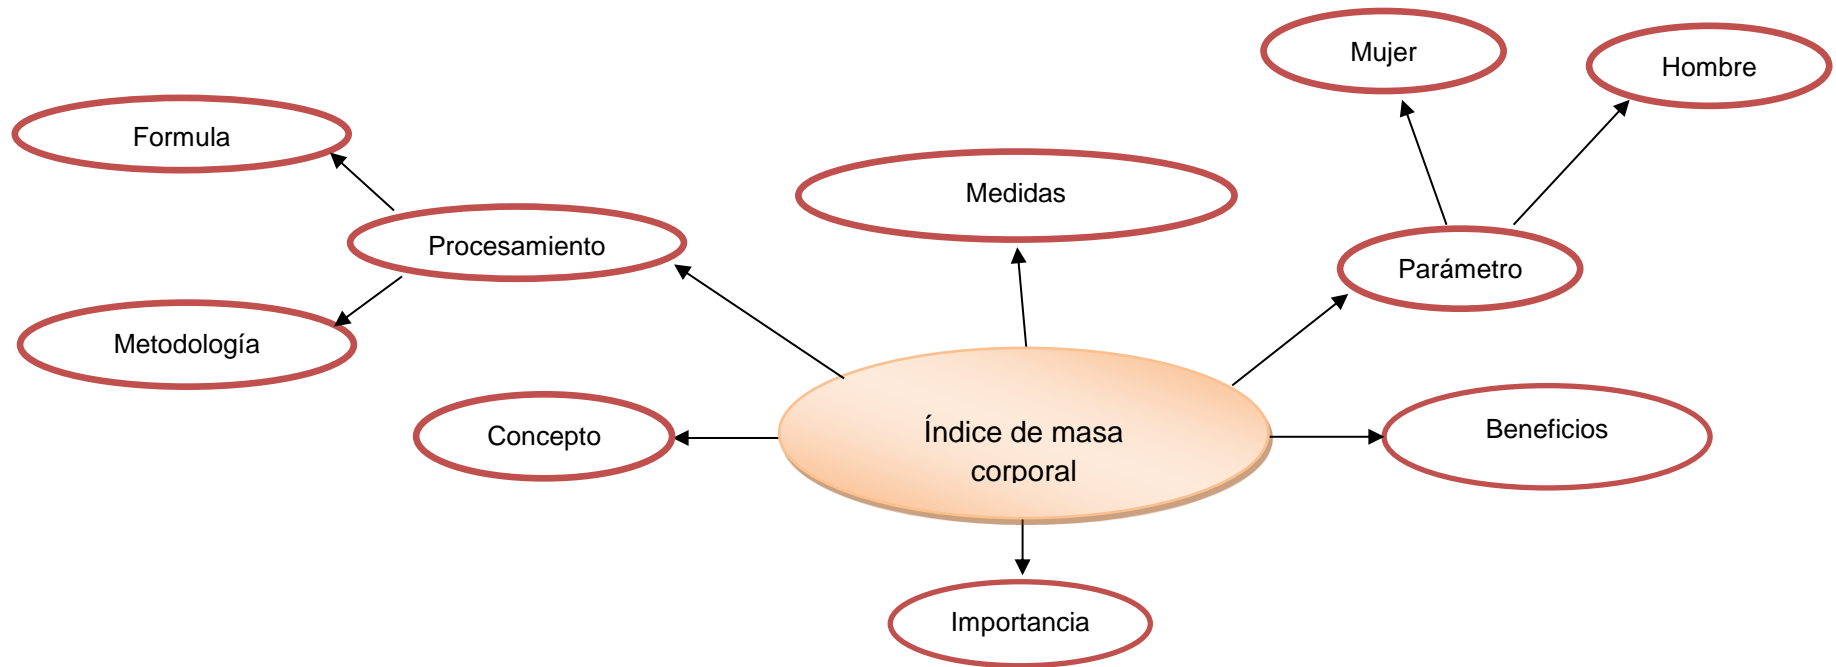 Mujer
Hombre
Formula
Medidas
Procesamiento
Parámetro
Metodología
Concepto
Índice de masa
corporal
Beneficios
Importancia